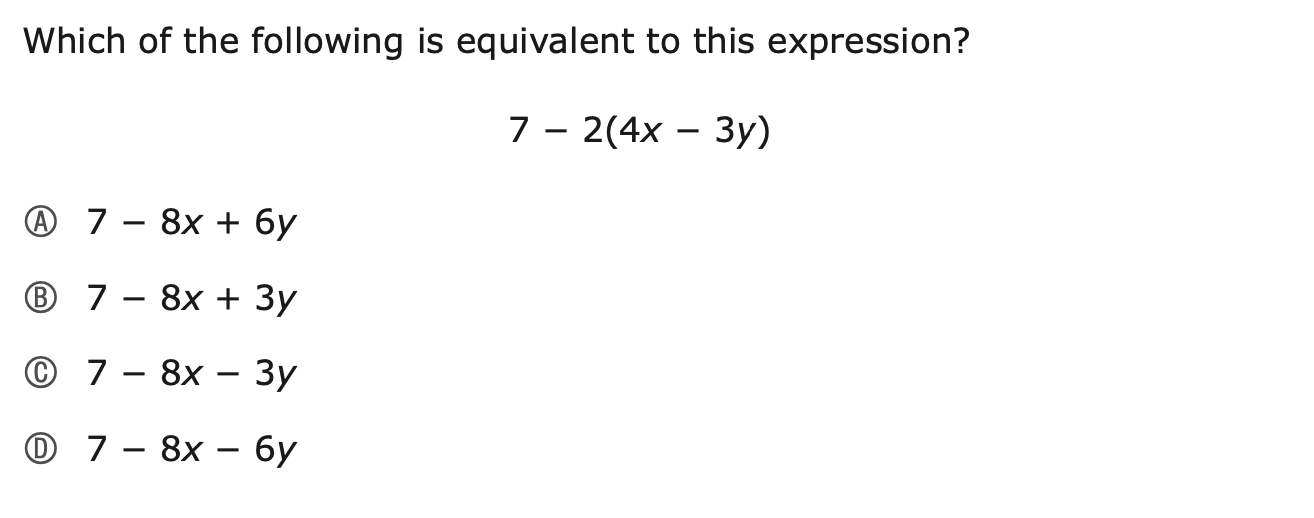 Which of the following is equivalent to this expression?
7 − 2(4x − 3y)
Ⓐ 7 − 8x + 6y
Ⓑ 7 − 8x + 3y
Ⓒ 7 − 8x − 3y
Ⓓ 7 − 8x − 6y